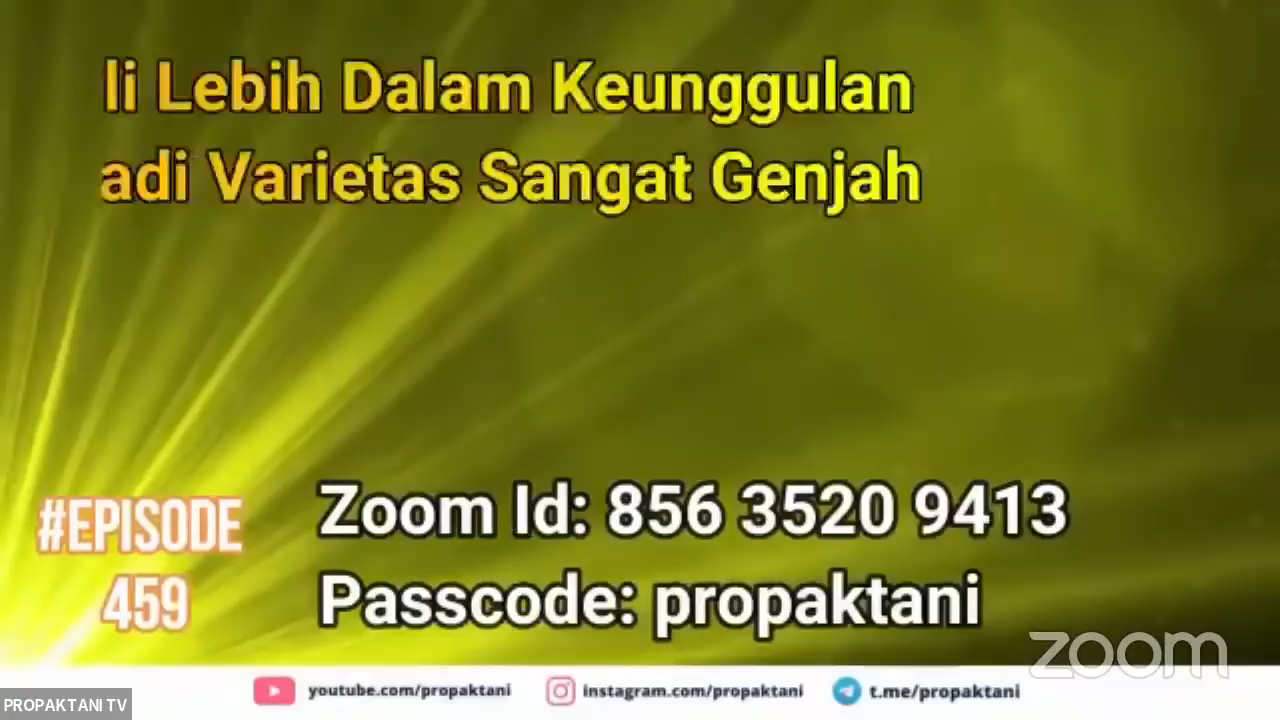 li Lebih Dalam Keunggulan
adi Varietas Sangat Genjah
#EPISODE
459
Zoom Id: 856 3520 9413
Passcode: propaktani
zoom
youtube.com/propaktani
instagram.com/propaktani
t.me/propaktani
PROPAKTANI TV